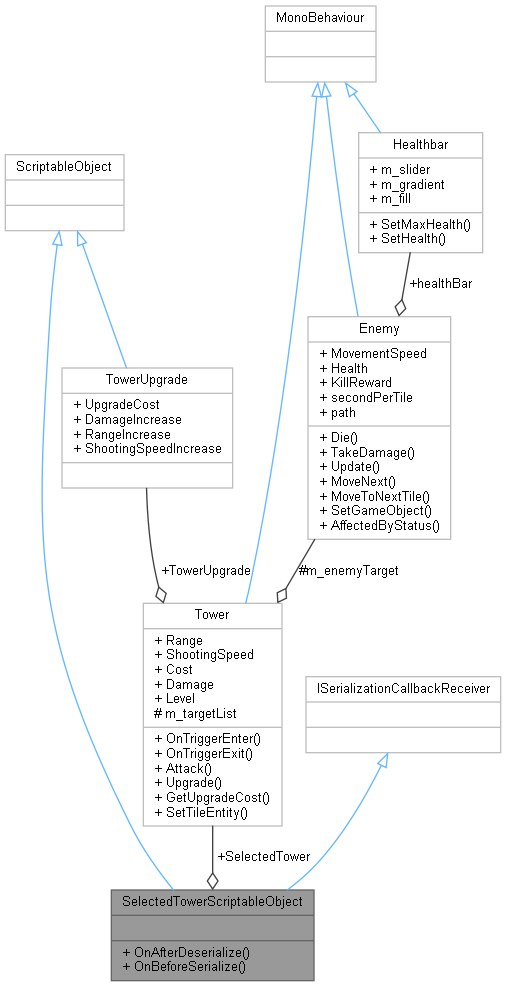 MonoBehaviour
Healthbar
+ m_slider
+ m_gradient
+ m_fill
+ SetMaxHealth()
+ SetHealth()
ScriptableObject
+healthBar
Enemy
+ MovementSpeed
+ Health
+ KillReward
+ secondPerTile
+ path
+ Die()
+ TakeDamage()
+ Update()
+ MoveNext()
+ MoveToNextTile()
+ SetGameObject()
+ AffectedByStatus()
TowerUpgrade
+ UpgradeCost
+ DamageIncrease
+ RangeIncrease
+ ShootingSpeedIncrease
+TowerUpgrade
#m_enemyTarget
Tower
+ Range
+ ShootingSpeed
+ Cost
+ Damage
+ Level
# m_targetList
+ OnTriggerEnter()
+ OnTriggerExit()
+ Attack()
+ Upgrade()
+ GetUpgradeCost()
+ SetTileEntity()
ISerializationCallbackReceiver
+SelectedTower
SelectedTowerScriptableObject
+ OnAfterDeserialize()
+ OnBeforeSerialize()